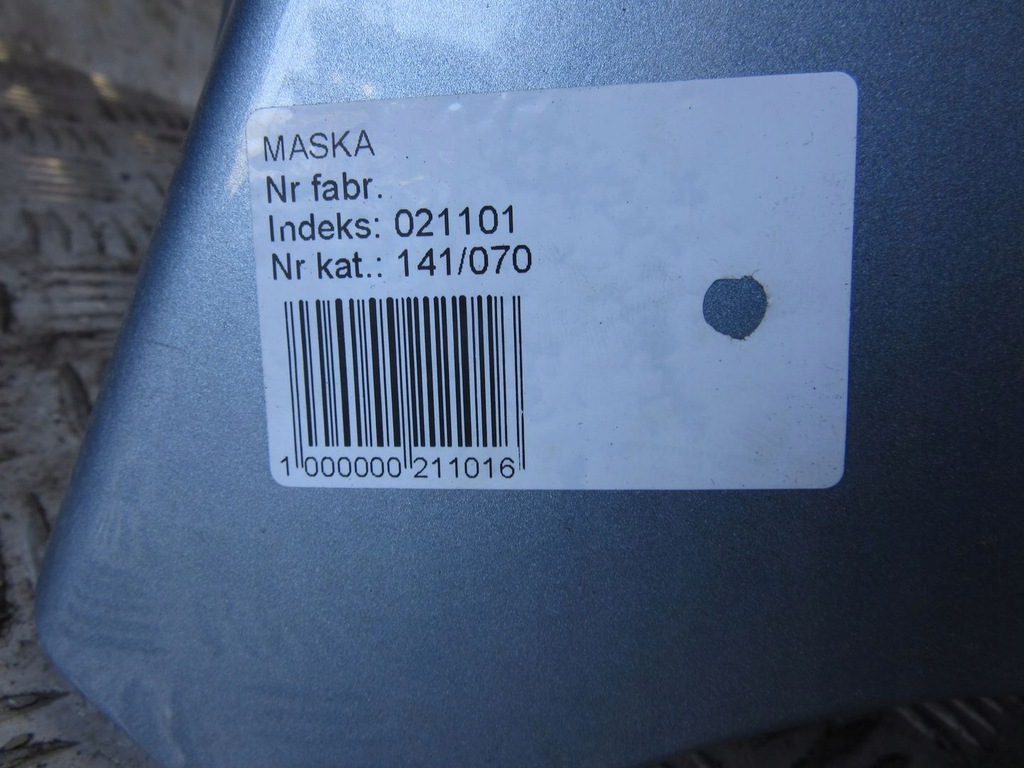 MASKA
Nr fabr.
Indeks: 021101
Nr kat.: 141/070
1 000000 211016